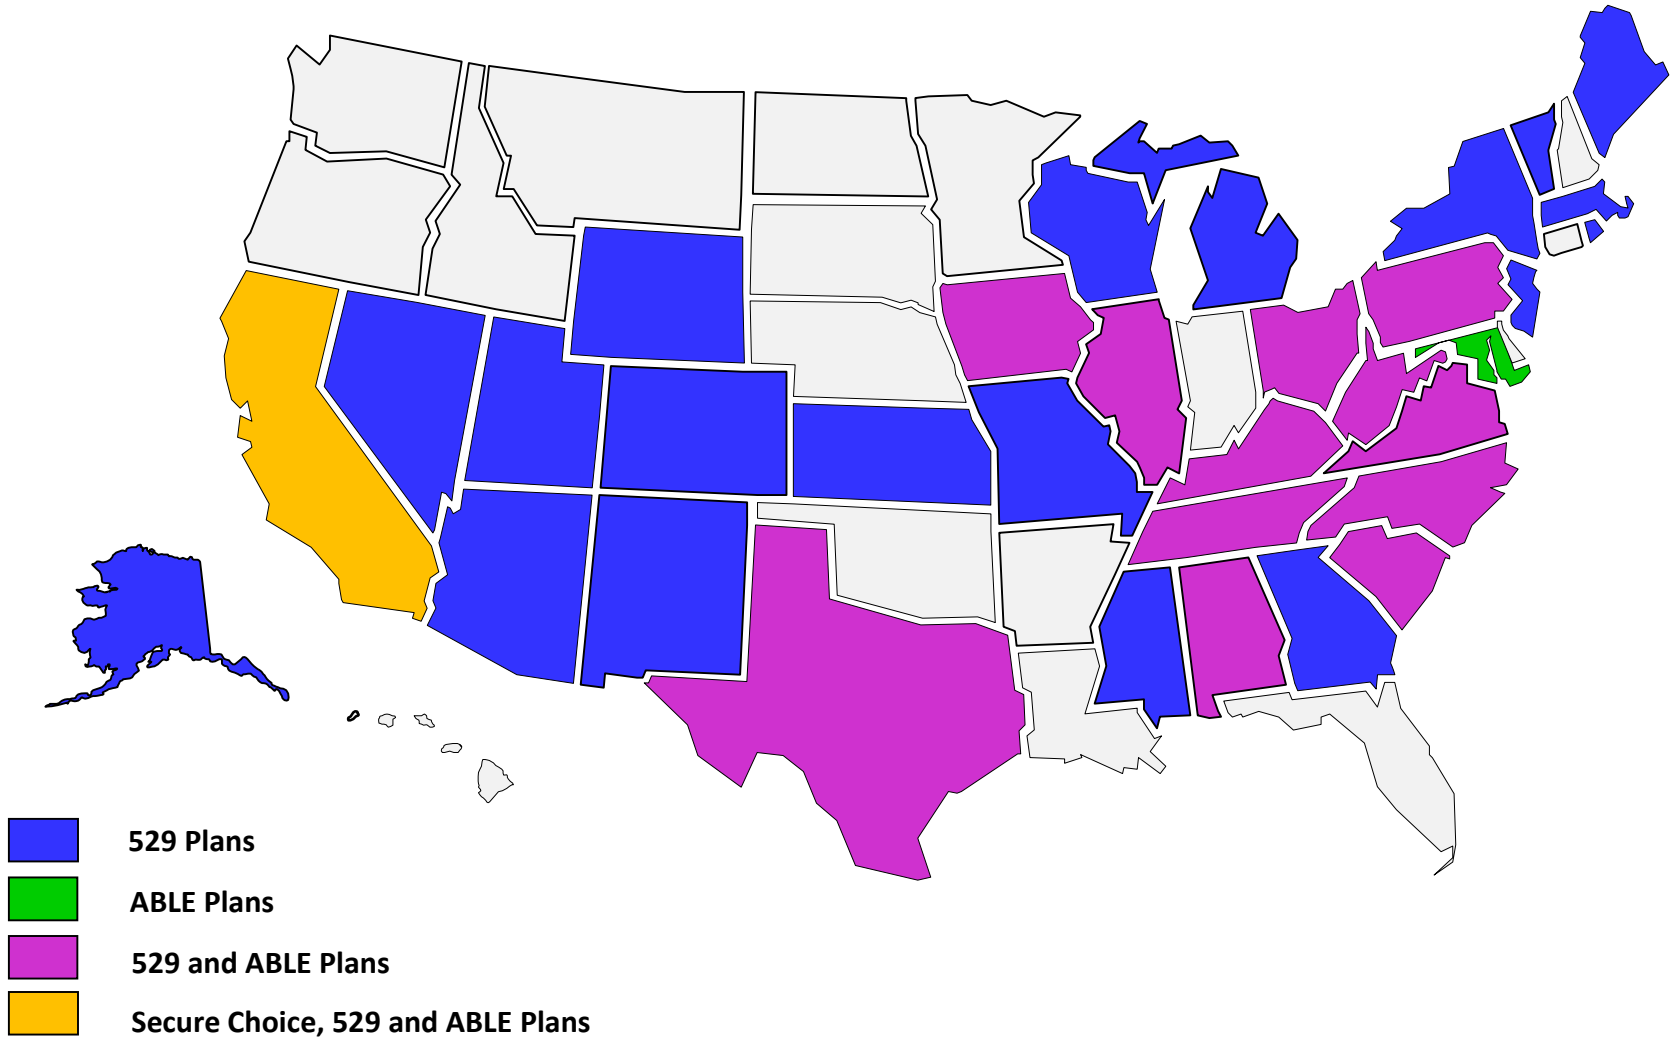 529 Plans
ABLE Plans
529 and ABLE Plans
Secure Choice, 529 and ABLE Plans